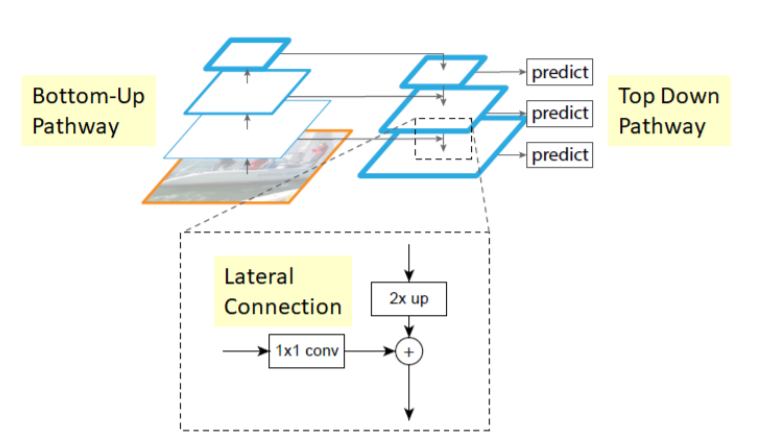 Bottom-Up
Pathway
predict
predict
predict
Top Down
Pathway
Lateral
Connection
2x up
1x1 conv
+